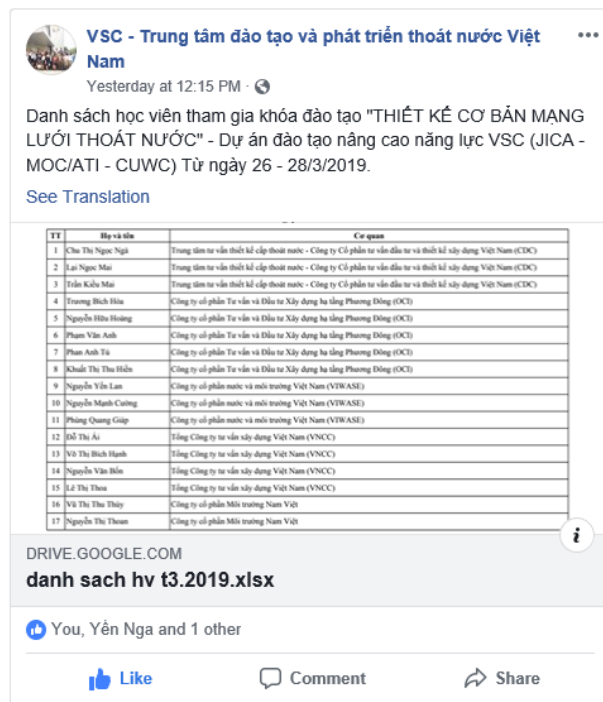 VSC - Trung tâm đào tạo và phát triển thoát nước Việt
Nam
Yesterday at 12:15 PM ·
Danh sách học viên tham gia khóa đào tạo "THIẾT KẾ CƠ BẢN MẠNG
LƯỚI THOÁT NƯỚC" - Dự án đào tạo nâng cao năng lực VSC (JICA -
MOC/ATI - CUWC) Từ ngày 26 - 28/3/2019.
See Translation
TT Họ và tên Cơ quan
1 Chu Thị Ngọc Ngà Trung tâm tư vấn thiết kế cấp thoát nước - Công ty Cổ phần tư vấn đầu tư và thiết kế xây dựng Việt Nam (CDC)
2 Lại Ngọc Mai Trung tâm tư vấn thiết kế cấp thoát nước - Công ty Cổ phần tư vấn đầu tư và thiết kế xây dựng Việt Nam (CDC)
3 Trần Kiều Mai Trung tâm tư vấn thiết kế cấp thoát nước - Công ty Cổ phần tư vấn đầu tư và thiết kế xây dựng Việt Nam (CDC)
4 Trương Bích Hòa Công ty cổ phần Tư vấn và Đầu tư Xây dựng hạ tầng Phương Đông (OCI)
5 Nguyễn Hữu Hoàng Công ty cổ phần Tư vấn và Đầu tư Xây dựng hạ tầng Phương Đông (OCI)
6 Phạm Vân Anh Công ty cổ phần Tư vấn và Đầu tư Xây dựng hạ tầng Phương Đông (OCI)
7 Phan Anh Tú Công ty cổ phần Tư vấn và Đầu tư Xây dựng hạ tầng Phương Đông (OCI)
8 Khuất Thị Thu Hiền Công ty cổ phần Tư vấn và Đầu tư Xây dựng hạ tầng Phương Đông (OCI)
9 Nguyễn Yến Lan Công ty cổ phần nước và môi trường Việt Nam (VIWASE)
10 Nguyễn Mạnh Cường Công ty cổ phần nước và môi trường Việt Nam (VIWASE)
11 Phùng Quang Giáp Công ty cổ phần nước và môi trường Việt Nam (VIWASE)
12 Đỗ Thị Ái Tổng Công ty tư vấn xây dựng Việt Nam (VNCC)
13 Võ Thị Bích Hạnh Tổng Công ty tư vấn xây dựng Việt Nam (VNCC)
14 Nguyễn Văn Bốn Tổng Công ty tư vấn xây dựng Việt Nam (VNCC)
15 Lê Thị Thoa Tổng Công ty tư vấn xây dựng Việt Nam (VNCC)
16 Vũ Thị Thu Thủy Công ty cổ phần Môi trường Nam Việt
17 Nguyễn Thị Thoan Công ty cổ phần Môi trường Nam Việt
DRIVE.GOOGLE.COM
danh sach hv t3.2019.xlsx
You, Yền Nga and 1 other
Like Comment Share